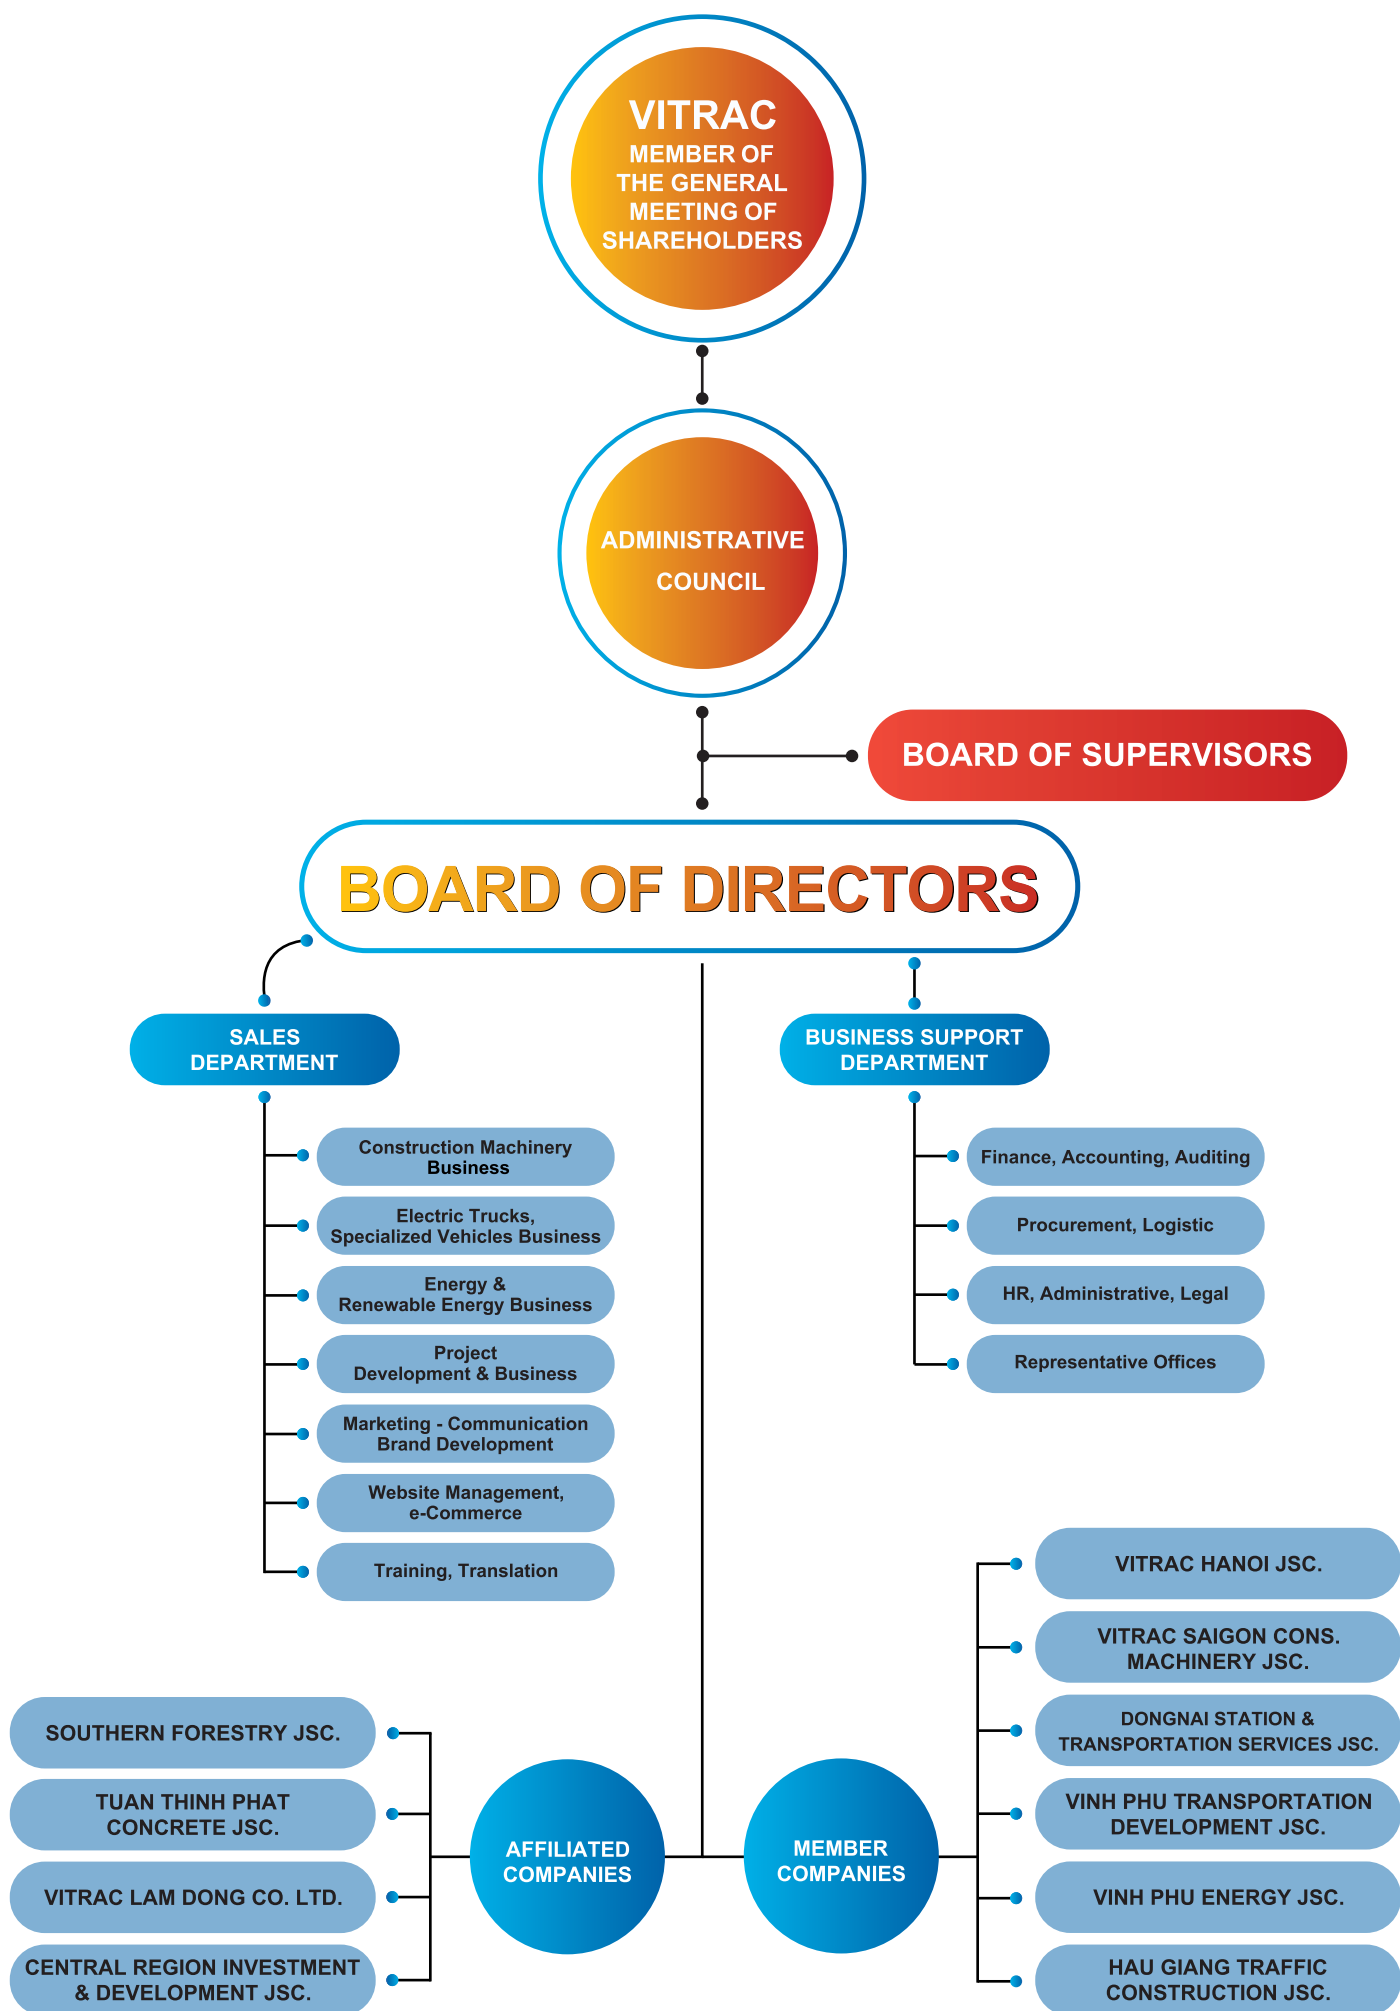 VITRAC
MEMBER OF
THE GENERAL
MEETING OF
SHAREHOLDERS
ADMINISTRATIVE
COUNCIL
BOARD OF SUPERVISORS
BOARD OF DIRECTORS
SALES
DEPARTMENT
Construction Machinery
Business
Electric Trucks,
Specialized Vehicles Business
Energy &
Renewable Energy Business
Project
Development & Business
Marketing - Communication
Brand Development
Website Management,
e-Commerce
Training, Translation
BUSINESS SUPPORT
DEPARTMENT
Finance, Accounting, Auditing
Procurement, Logistic
HR, Administrative, Legal
Representative Offices
AFFILIATED
COMPANIES
SOUTHERN FORESTRY JSC.
TUAN THINH PHAT
CONCRETE JSC.
VITRAC LAM DONG CO. LTD.
CENTRAL REGION INVESTMENT
& DEVELOPMENT JSC.
MEMBER
COMPANIES
VITRAC HANOI JSC.
VITRAC SAIGON CONS.
MACHINERY JSC.
DONGNAI STATION &
TRANSPORTATION SERVICES JSC.
VINH PHU TRANSPORTATION
DEVELOPMENT JSC.
VINH PHU ENERGY JSC.
HAU GIANG TRAFFIC
CONSTRUCTION JSC.